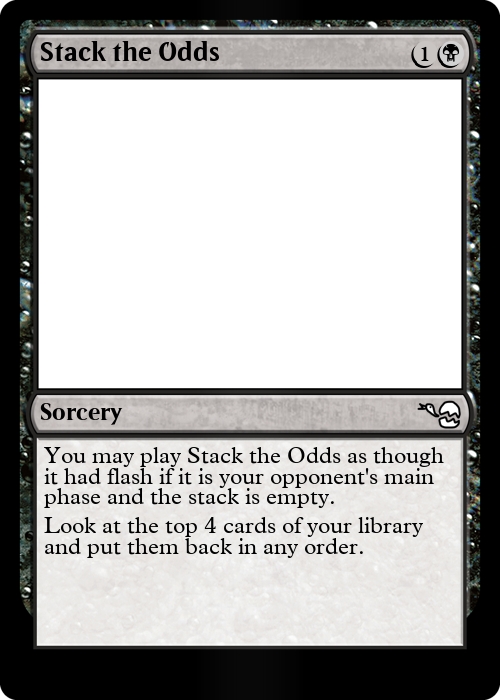 Stack the Odds 1
Sorcery
You may play Stack the Odds as though
it had flash if it is your opponent's main
phase and the stack is empty.
Look at the top 4 cards of your library
and put them back in any order.